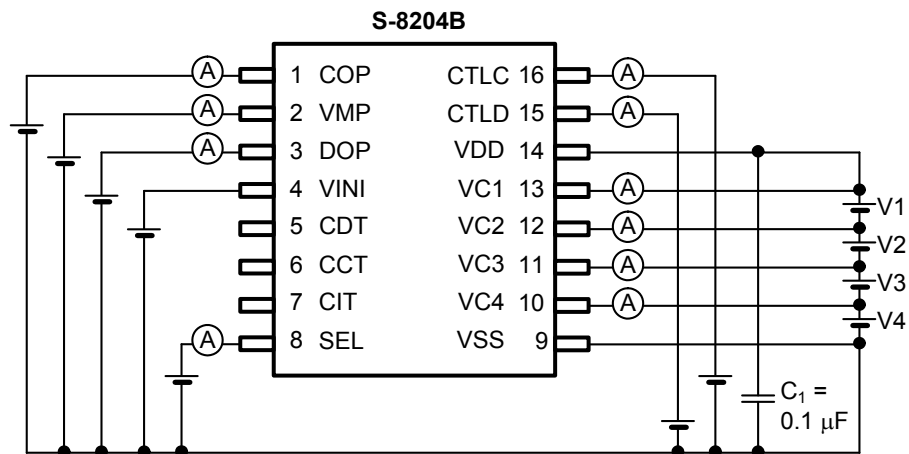 S-8204B
A 1 COP CTLC 16 A
A 2 VMP CTLD 15 A
A 3 DOP VDD 14
4 VINI VC1 13 A
V1
5 CDT VC2 12 A
V2
6 CCT VC3 11 A
V3
7 CIT VC4 10 A
V4
A 8 SEL VSS 9
C₁ =
0.1 μF